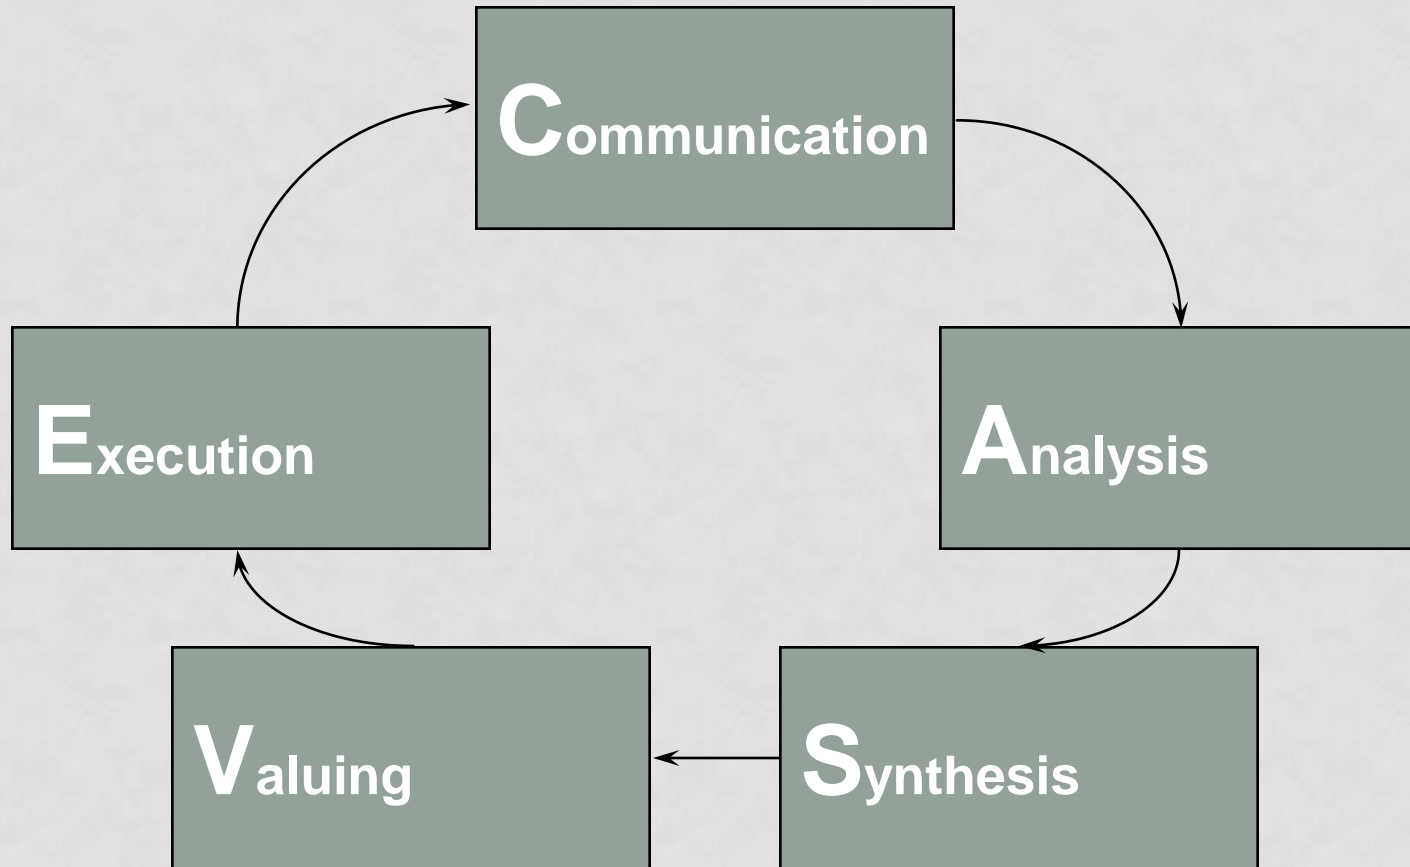 Communication
Analysis
Synthesis
Valuing
Execution